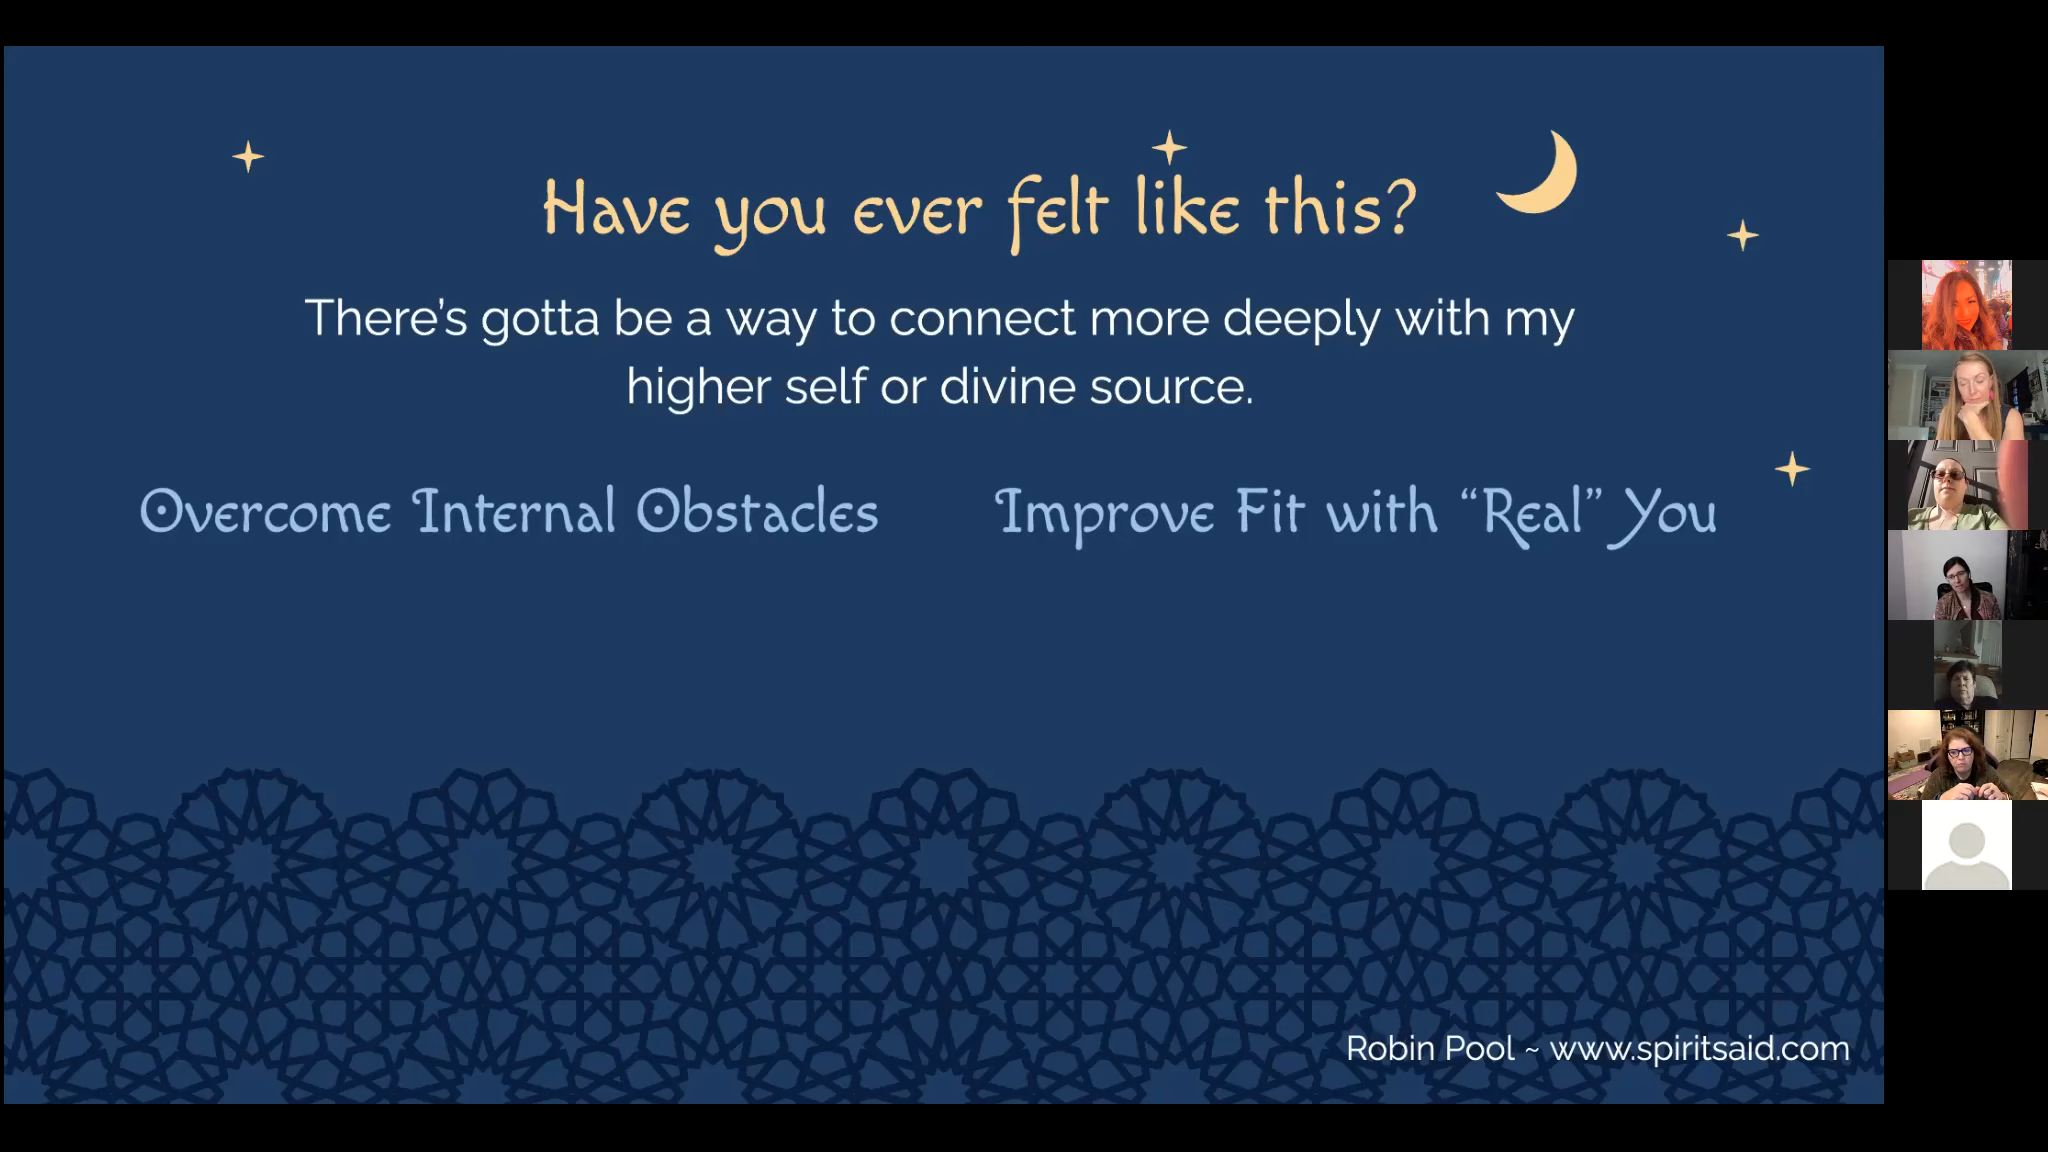 Have you ever felt like this?
There's gotta be a way to connect more deeply with my
higher self or divine source.
Overcome Internal Obstacles
Improve Fit with “Real” You
Robin Pool ~ www.spiritsaid.com